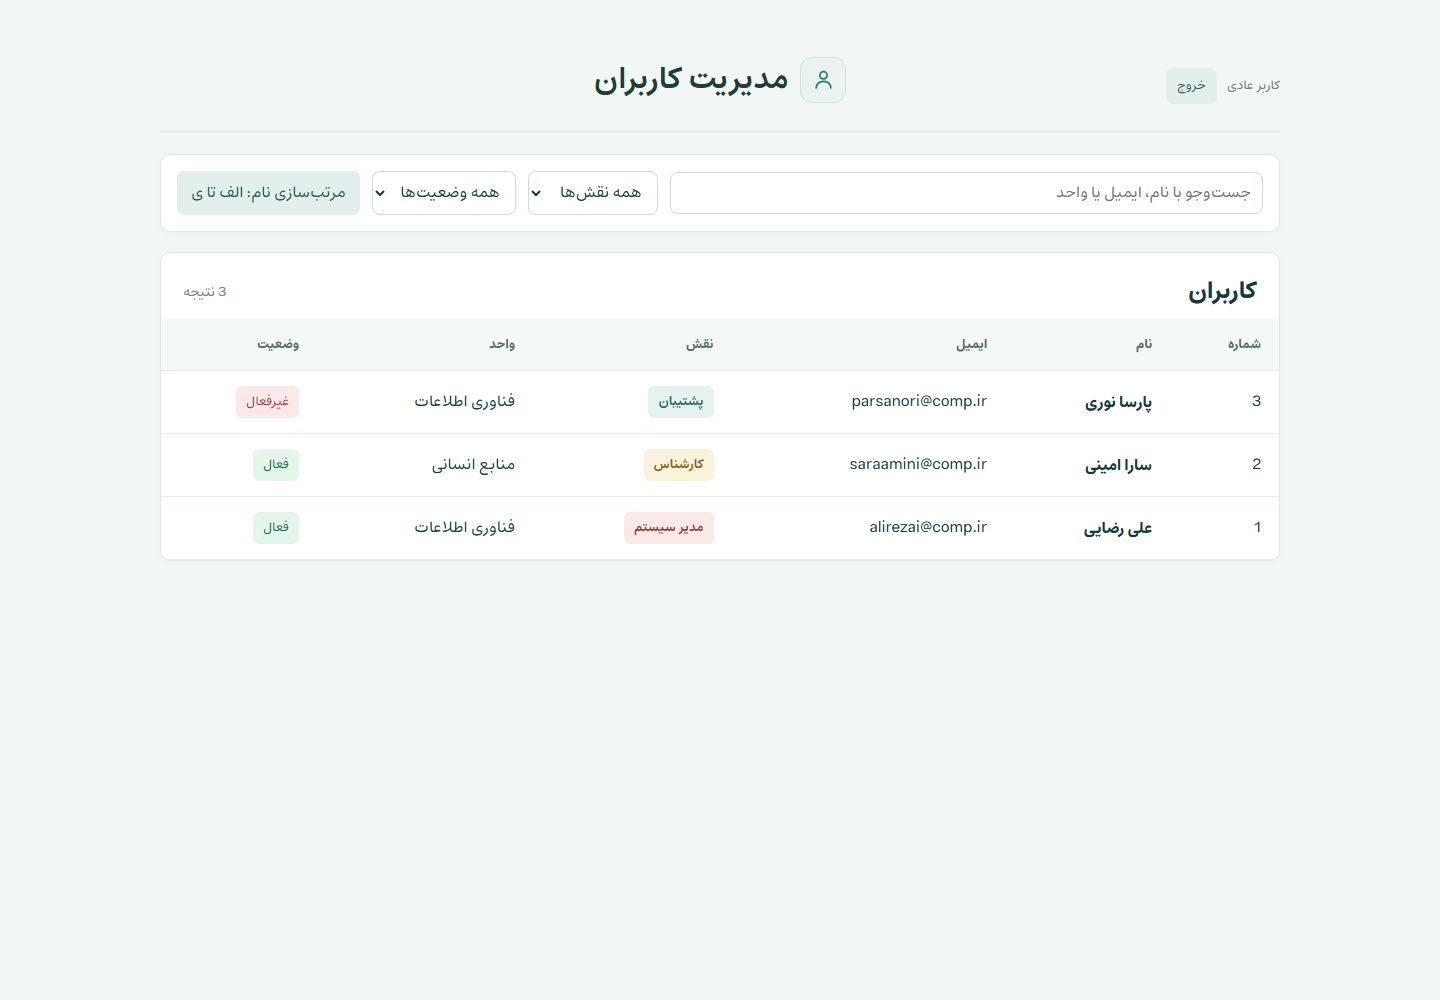 کاربر عادی خروج
مدیریت کاربران
جست‌وجو با نام، ایمیل یا واحد همه نقش‌ها همه وضعیت‌ها مرتب‌سازی نام: الف تا ی
کاربران 3 نتیجه
شماره نام ایمیل نقش واحد وضعیت
3 پارسا نوری parsanori@comp.ir پشتیبان فناوری اطلاعات غیرفعال
2 سارا امینی saraamini@comp.ir کارشناس منابع انسانی فعال
1 علی رضایی alirezai@comp.ir مدیر سیستم فناوری اطلاعات فعال